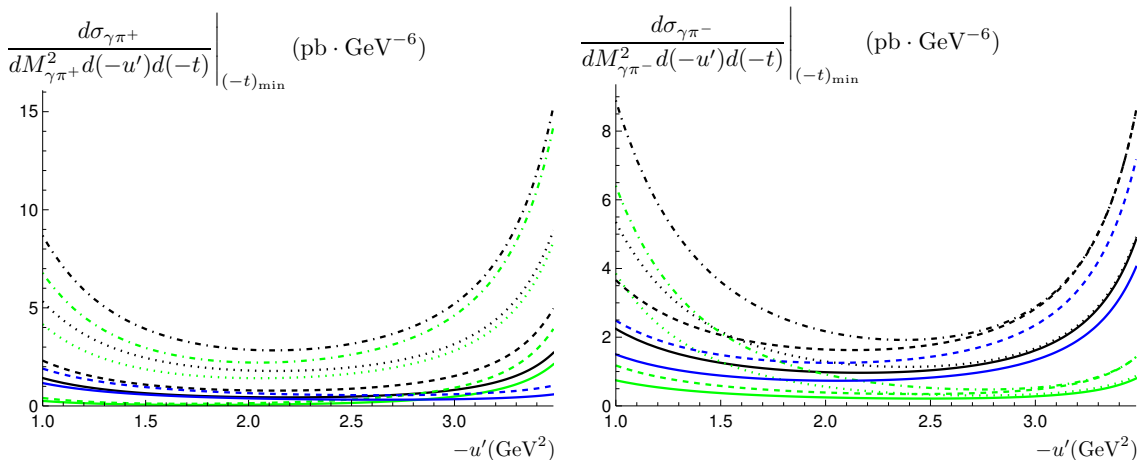 dσ_{γπ⁺} / dM²_{γπ⁺}d(−u′)d(−t) |_{(−t)min} (pb · GeV⁻⁶)
15
10
5
0
1.0 1.5 2.0 2.5 3.0
−u′(GeV²)
dσ_{γπ⁻} / dM²_{γπ⁻}d(−u′)d(−t) |_{(−t)min} (pb · GeV⁻⁶)
8
6
4
2
0
1.0 1.5 2.0 2.5 3.0
−u′(GeV²)